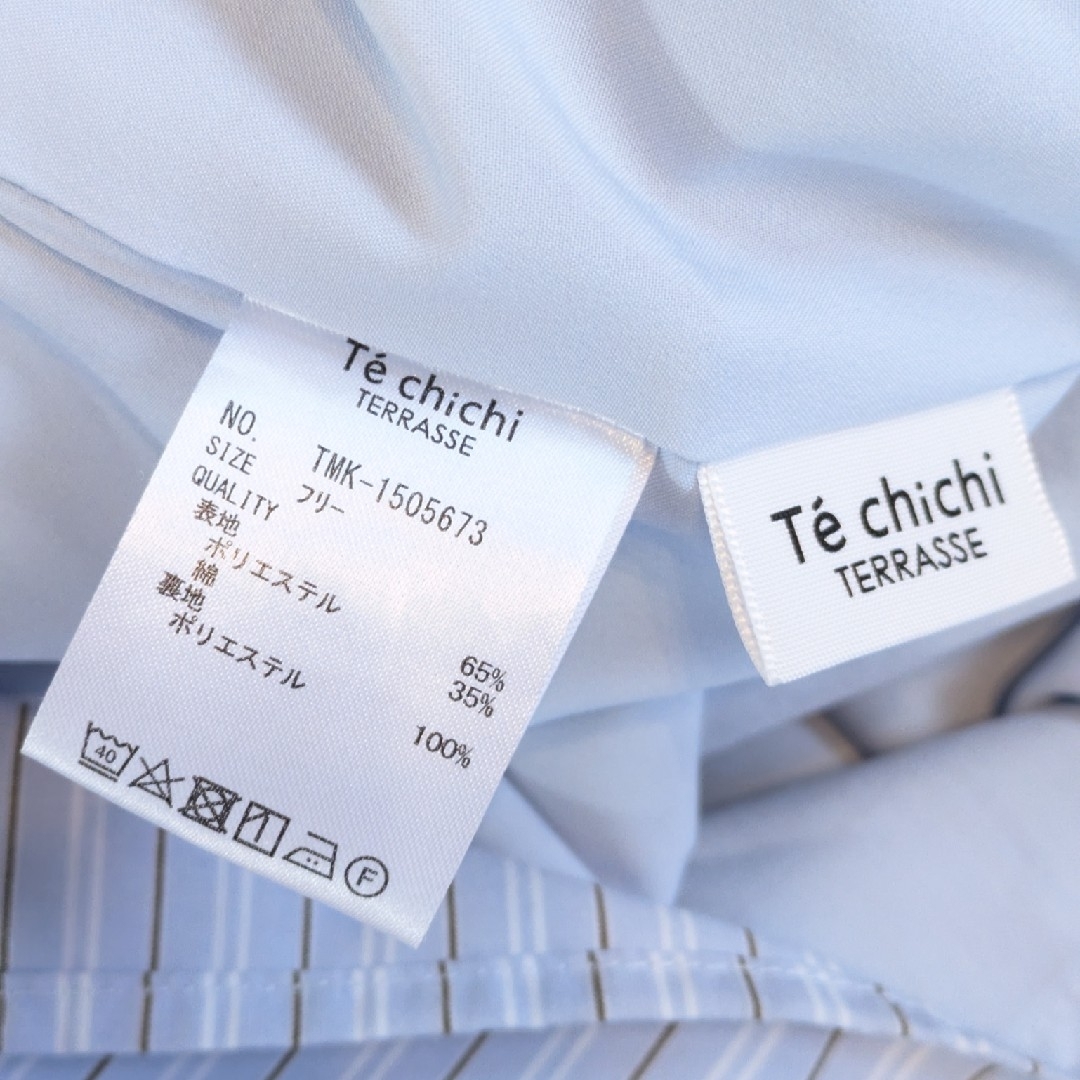 Té chichi
TERRASSE
NO. TMK-1505673
SIZE フリー
QUALITY
表地
ポリエステル 65%
綿 35%
裏地
ポリエステル 100%
40
F
Té chichi
TERRASSE